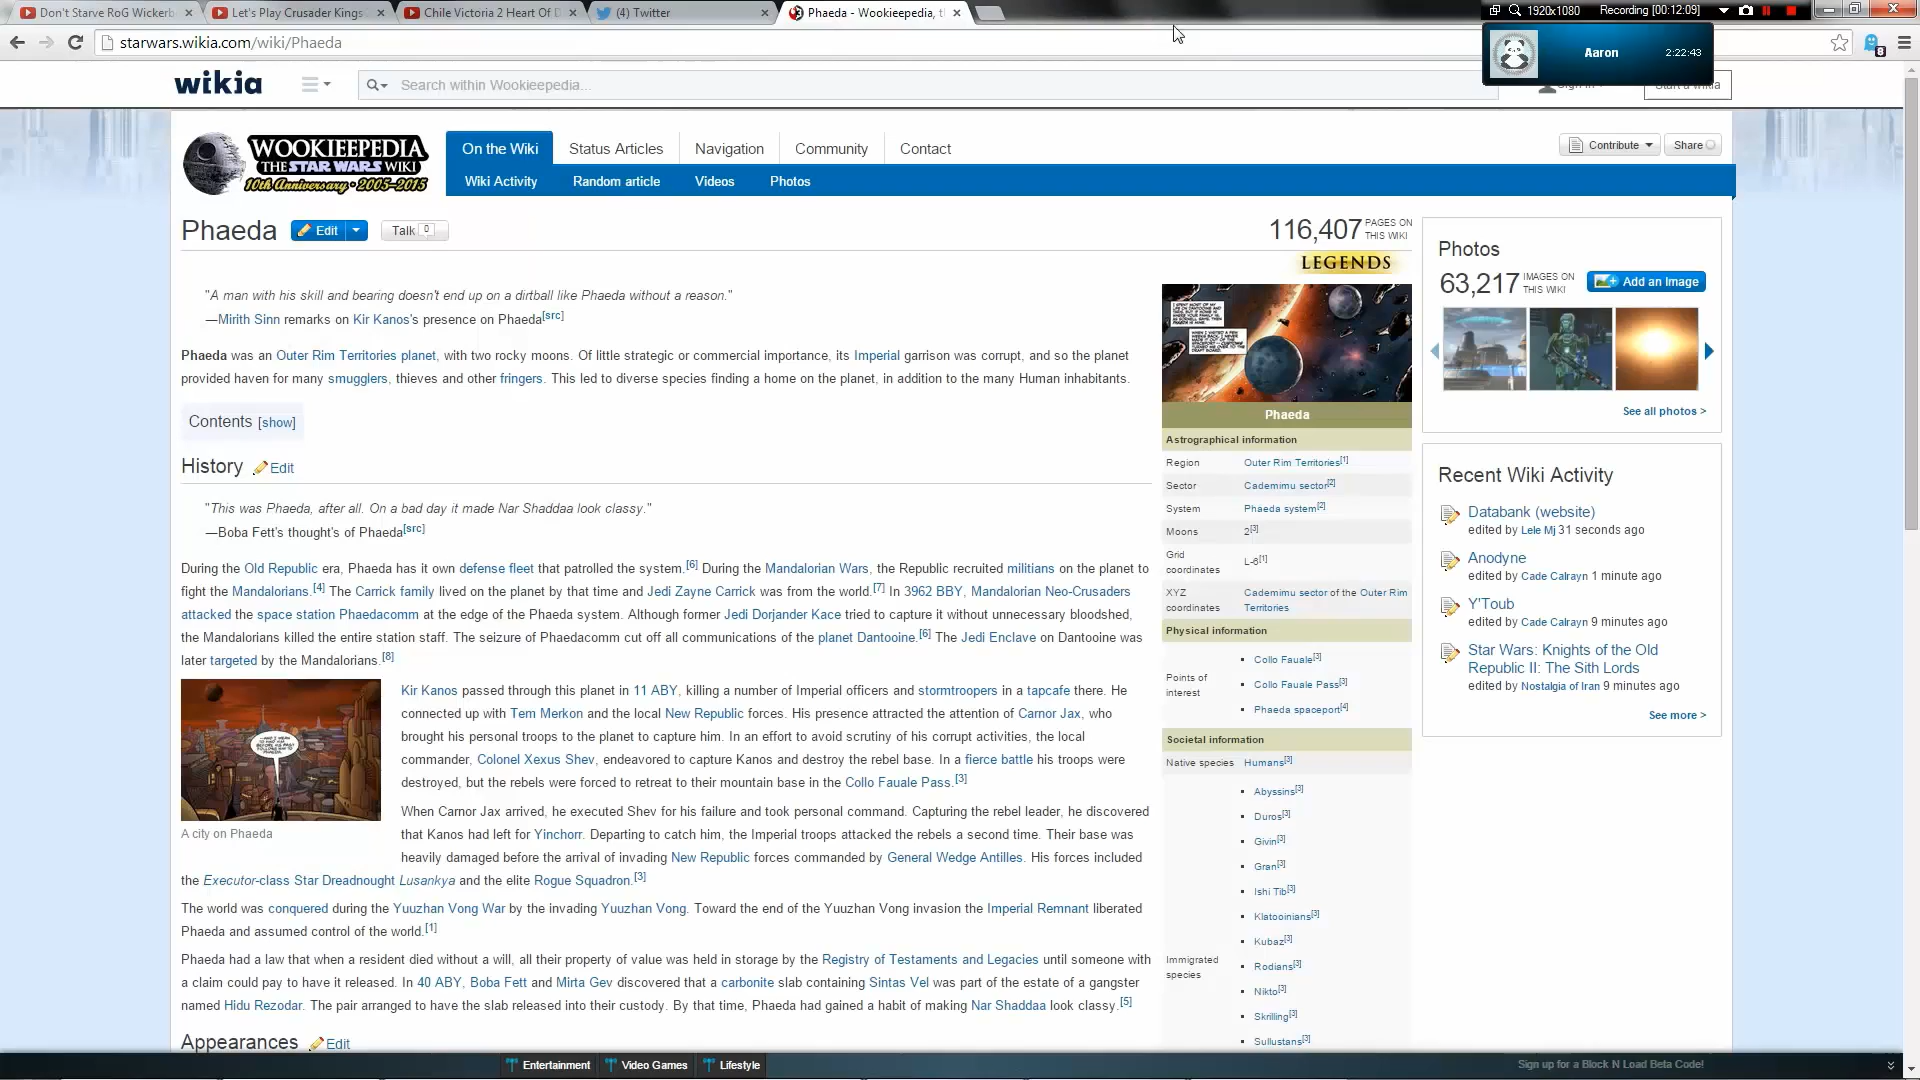 Don't Starve RoG Wickerb
Let's Play Crusader Kings
Chile Victoria 2 Heart Of D
(4) Twitter
Phaeda - Wookieepedia, t
1920x1080
Recording [00:12:09]
starwars.wikia.com/wiki/Phaeda
8
Aaron
2:22:43
wikia
Search within Wookieepedia...
Sign In
Start a wikia
WOOKIEEPEDIA
THE STAR WARS WIKI
10th Anniversary • 2005-2015
On the Wiki
Status Articles
Navigation
Community
Contact
Contribute
Share
Wiki Activity
Random article
Videos
Photos
Phaeda
Edit
Talk 0
116,407 PAGES ON THIS WIKI
LEGENDS
"A man with his skill and bearing doesn't end up on a dirtball like Phaeda without a reason."
―Mirith Sinn remarks on Kir Kanos's presence on Phaeda[src]
Phaeda was an Outer Rim Territories planet, with two rocky moons. Of little strategic or commercial importance, its Imperial garrison was corrupt, and so the planet
provided haven for many smugglers, thieves and other fringers. This led to diverse species finding a home on the planet, in addition to the many Human inhabitants.
Contents [show]
History Edit
"This was Phaeda, after all. On a bad day it made Nar Shaddaa look classy."
―Boba Fett's thought's of Phaeda[src]
During the Old Republic era, Phaeda has it own defense fleet that patrolled the system.[6] During the Mandalorian Wars, the Republic recruited militians on the planet to
fight the Mandalorians.[4] The Carrick family lived on the planet by that time and Jedi Zayne Carrick was from the world.[7] In 3962 BBY, Mandalorian Neo-Crusaders
attacked the space station Phaedacomm at the edge of the Phaeda system. Although former Jedi Dorjander Kace tried to capture it without unnecessary bloodshed,
the Mandalorians killed the entire station staff. The seizure of Phaedacomm cut off all communications of the planet Dantooine.[6] The Jedi Enclave on Dantooine was
later targeted by the Mandalorians.[8]
A city on Phaeda
Kir Kanos passed through this planet in 11 ABY, killing a number of Imperial officers and stormtroopers in a tapcafe there. He
connected up with Tem Merkon and the local New Republic forces. His presence attracted the attention of Carnor Jax, who
brought his personal troops to the planet to capture him. In an effort to avoid scrutiny of his corrupt activities, the local
commander, Colonel Xexus Shev, endeavored to capture Kanos and destroy the rebel base. In a fierce battle his troops were
destroyed, but the rebels were forced to retreat to their mountain base in the Collo Fauale Pass.[3]
When Carnor Jax arrived, he executed Shev for his failure and took personal command. Capturing the rebel leader, he discovered
that Kanos had left for Yinchorr. Departing to catch him, the Imperial troops attacked the rebels a second time. Their base was
heavily damaged before the arrival of invading New Republic forces commanded by General Wedge Antilles. His forces included
the Executor-class Star Dreadnought Lusankya and the elite Rogue Squadron.[3]
The world was conquered during the Yuuzhan Vong War by the invading Yuuzhan Vong. Toward the end of the Yuuzhan Vong invasion the Imperial Remnant liberated
Phaeda and assumed control of the world.[1]
Phaeda had a law that when a resident died without a will, all their property of value was held in storage by the Registry of Testaments and Legacies until someone with
a claim could pay to have it released. In 40 ABY, Boba Fett and Mirta Gev discovered that a carbonite slab containing Sintas Vel was part of the estate of a gangster
named Hidu Rezodar. The pair arranged to have the slab released into their custody. By that time, Phaeda had gained a habit of making Nar Shaddaa look classy.[5]
Appearances Edit
Phaeda
Astrographical information
Region Outer Rim Territories[1]
Sector Cademimu sector[2]
System Phaeda system[2]
Moons 2[3]
Grid coordinates L-6[1]
XYZ coordinates Cademimu sector of the Outer Rim Territories
Physical information
Points of interest
Collo Fauale[3]
Collo Fauale Pass[3]
Phaeda spaceport[4]
Societal information
Native species Humans[3]
Immigrated species
Abyssins[3]
Duros[3]
Givin[3]
Gran[3]
Ishi Tib[3]
Klatooinians[3]
Kubaz[3]
Rodians[3]
Nikto[3]
Skrilling[3]
Sullustans[3]
Photos
63,217 IMAGES ON THIS WIKI
Add an Image
See all photos >
Recent Wiki Activity
Databank (website)
edited by Lele Mj 31 seconds ago
Anodyne
edited by Cade Calrayn 1 minute ago
Y'Toub
edited by Cade Calrayn 9 minutes ago
Star Wars: Knights of the Old
Republic II: The Sith Lords
edited by Nostalgia of Iran 9 minutes ago
See more >
Entertainment
Video Games
Lifestyle
Sign up for a Block N Load Beta Code!